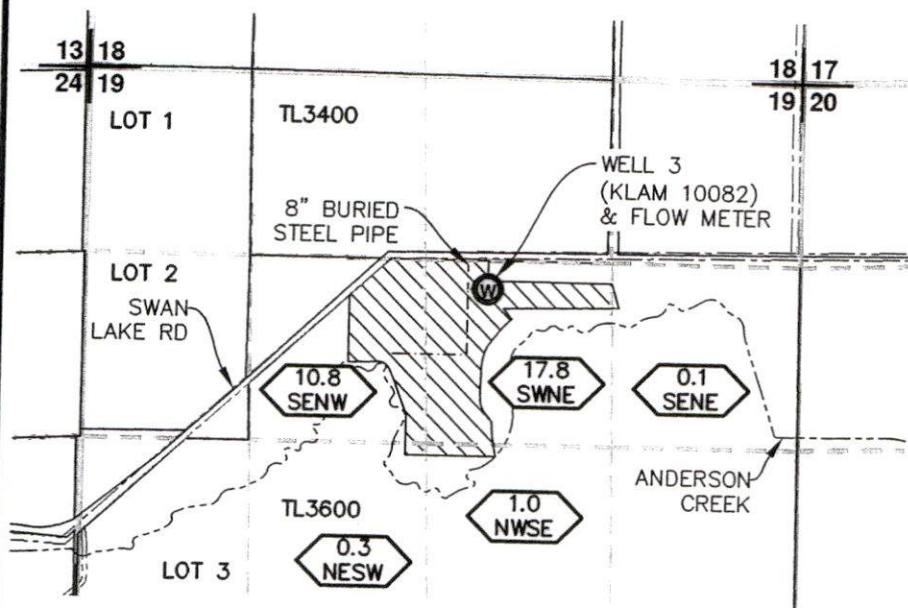 13 18
24 19
18 17
19 20
LOT 1
TL3400
WELL 3
(KLAM 10082)
& FLOW METER
8" BURIED
STEEL PIPE
LOT 2
SWAN
LAKE RD
W
10.8
SENW
17.8
SWNE
0.1
SENE
ANDERSON
CREEK
TL3600
1.0
NWSE
0.3
NESW
LOT 3